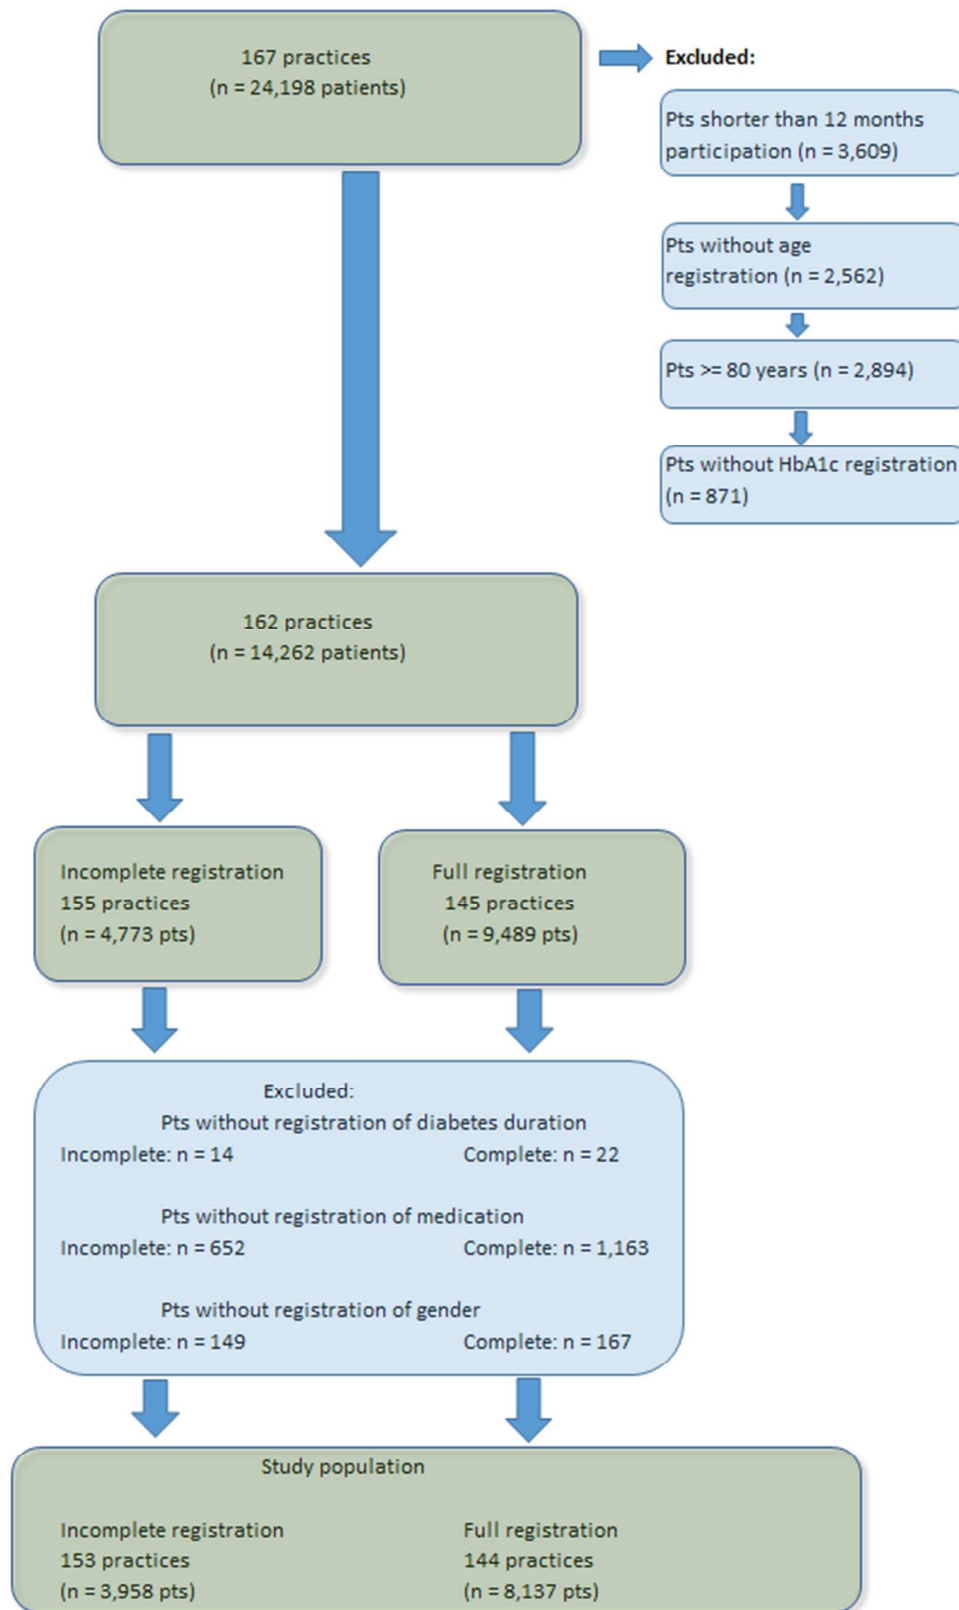 167 practices
(n = 24,198 patients)
Excluded:
Pts shorter than 12 months
participation (n = 3,609)
Pts without age
registration (n = 2,562)
Pts >= 80 years (n = 2,894)
Pts without HbA1c registration
(n = 871)
162 practices
(n = 14,262 patients)
Incomplete registration
155 practices
(n = 4,773 pts)
Full registration
145 practices
(n = 9,489 pts)
Excluded:
Pts without registration of diabetes duration
Incomplete: n = 14 Complete: n = 22
Pts without registration of medication
Incomplete: n = 652 Complete: n = 1,163
Pts without registration of gender
Incomplete: n = 149 Complete: n = 167
Study population
Incomplete registration
153 practices
(n = 3,958 pts)
Full registration
144 practices
(n = 8,137 pts)